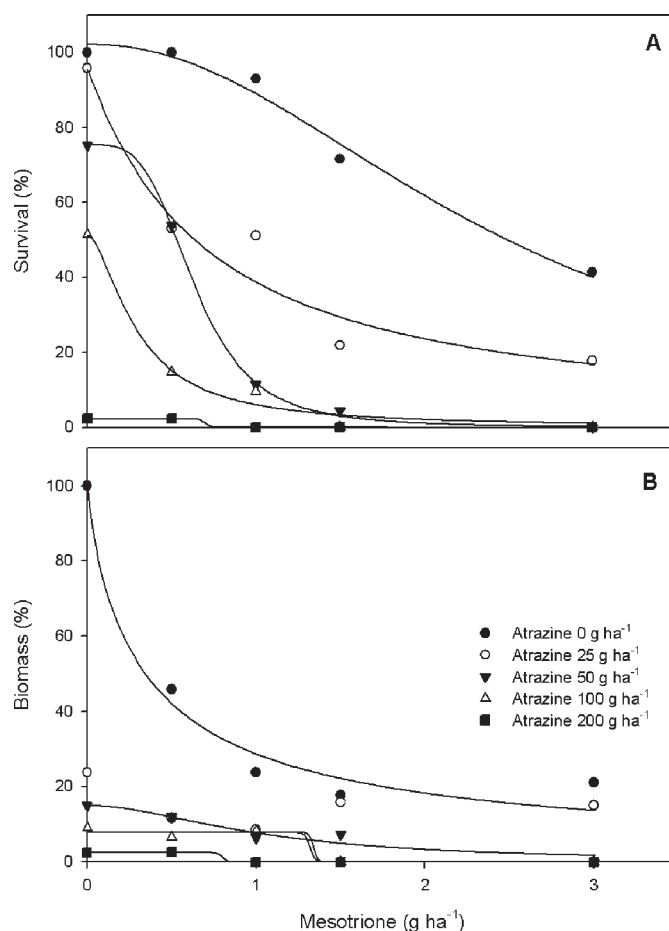 A
100
80
60
40
20
0
Survival (%)
B
100
80
60
40
20
0
Biomass (%)
Atrazine 0 g ha⁻¹
Atrazine 25 g ha⁻¹
Atrazine 50 g ha⁻¹
Atrazine 100 g ha⁻¹
Atrazine 200 g ha⁻¹
0 1 2 3
Mesotrione (g ha⁻¹)